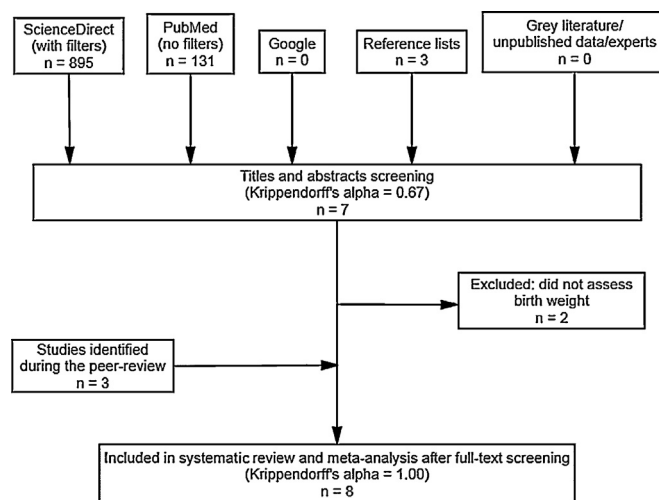 ScienceDirect
(with filters)
n = 895
PubMed
(no filters)
n = 131
Google
n = 0
Reference lists
n = 3
Grey literature/
unpublished data/experts
n = 0
Titles and abstracts screening
(Krippendorff's alpha = 0.67)
n = 7
Excluded: did not assess
birth weight
n = 2
Studies identified
during the peer-review
n = 3
Included in systematic review and meta-analysis after full-text screening
(Krippendorff's alpha = 1.00)
n = 8